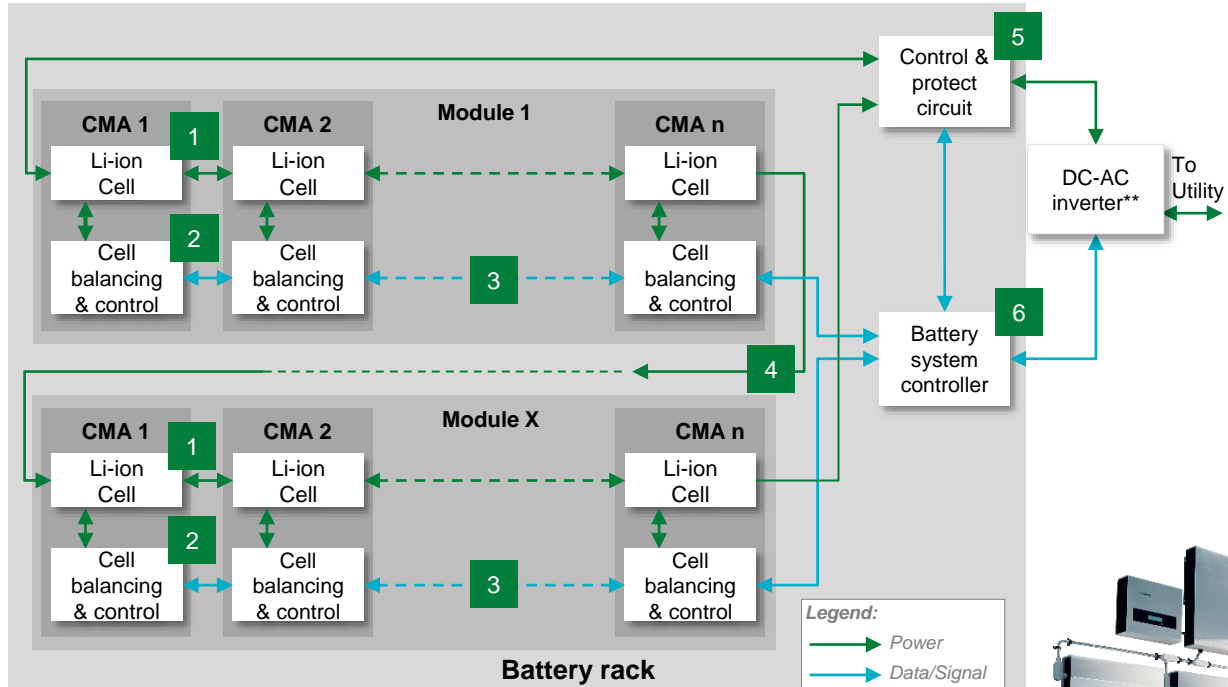 5
Control &
protect
circuit
Module 1
CMA 1
CMA 2
CMA n
1
Li-ion
Cell
Li-ion
Cell
Li-ion
Cell
DC-AC
inverter**
To
Utility
2
Cell
balancing
& control
Cell
balancing
& control
3
Cell
balancing
& control
6
Battery
system
controller
4
Module X
CMA 1
CMA 2
CMA n
1
Li-ion
Cell
Li-ion
Cell
Li-ion
Cell
2
Cell
balancing
& control
Cell
balancing
& control
3
Cell
balancing
& control
Legend:
Power
Data/Signal
Battery rack